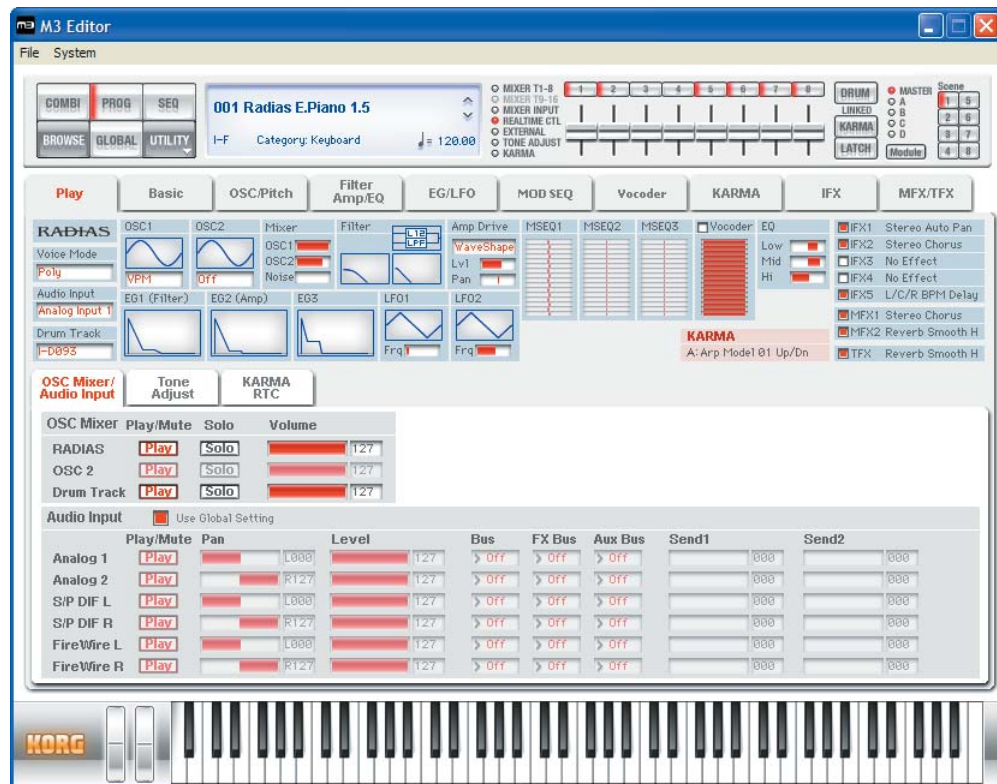 m3 M3 Editor
File System
COMBI PROG SEQ
BROWSE GLOBAL UTILITY
001 Radias E.Piano 1.5
I-F Category: Keyboard ♩= 120.00
MIXER T1-8
MIXER T9-16
MIXER INPUT
REALTIME CTL
EXTERNAL
TONE ADJUST
KARMA
1 2 3 4 5 6 7 8
DRUM
LINKED
KARMA
LATCH
MASTER
A
B
C
D
Module
Scene
1 5
2 6
3 7
4 8
Play Basic OSC/Pitch Filter Amp/EQ EG/LFO MOD SEQ Vocoder KARMA IFX MFX/TFX
RADIAS
Voice Mode
Poly
Audio Input
Analog Input 1
Drum Track
I-D093
OSC1
VPM
OSC2
Off
Mixer
OSC1
OSC2
Noise
Filter
L12
LPF
Amp Drive
WaveShape
Lvl
Pan
MSEQ1 MSEQ2 MSEQ3 Vocoder
EQ
Low
Mid
Hi
EG1 (Filter) EG2 (Amp) EG3
LFO1
Frq
LFO2
Frq
KARMA
A: Arp Model 01 Up/Dn
IFX1 Stereo Auto Pan
IFX2 Stereo Chorus
IFX3 No Effect
IFX4 No Effect
IFX5 L/C/R BPM Delay
MFX1 Stereo Chorus
MFX2 Reverb Smooth H
TFX Reverb Smooth H
OSC Mixer/ Audio Input
Tone Adjust
KARMA RTC
OSC Mixer Play/Mute Solo Volume
RADIAS Play Solo 127
OSC 2 Play Solo 127
Drum Track Play Solo 127
Audio Input Use Global Setting
Play/Mute Pan Level Bus FX Bus Aux Bus Send1 Send2
Analog 1 Play L000 127 Off Off Off 000 000
Analog 2 Play R127 127 Off Off Off 000 000
S/P DIF L Play L000 127 Off Off Off 000 000
S/P DIF R Play R127 127 Off Off Off 000 000
FireWire L Play L000 127 Off Off Off 000 000
FireWire R Play R127 127 Off Off Off 000 000
KORG